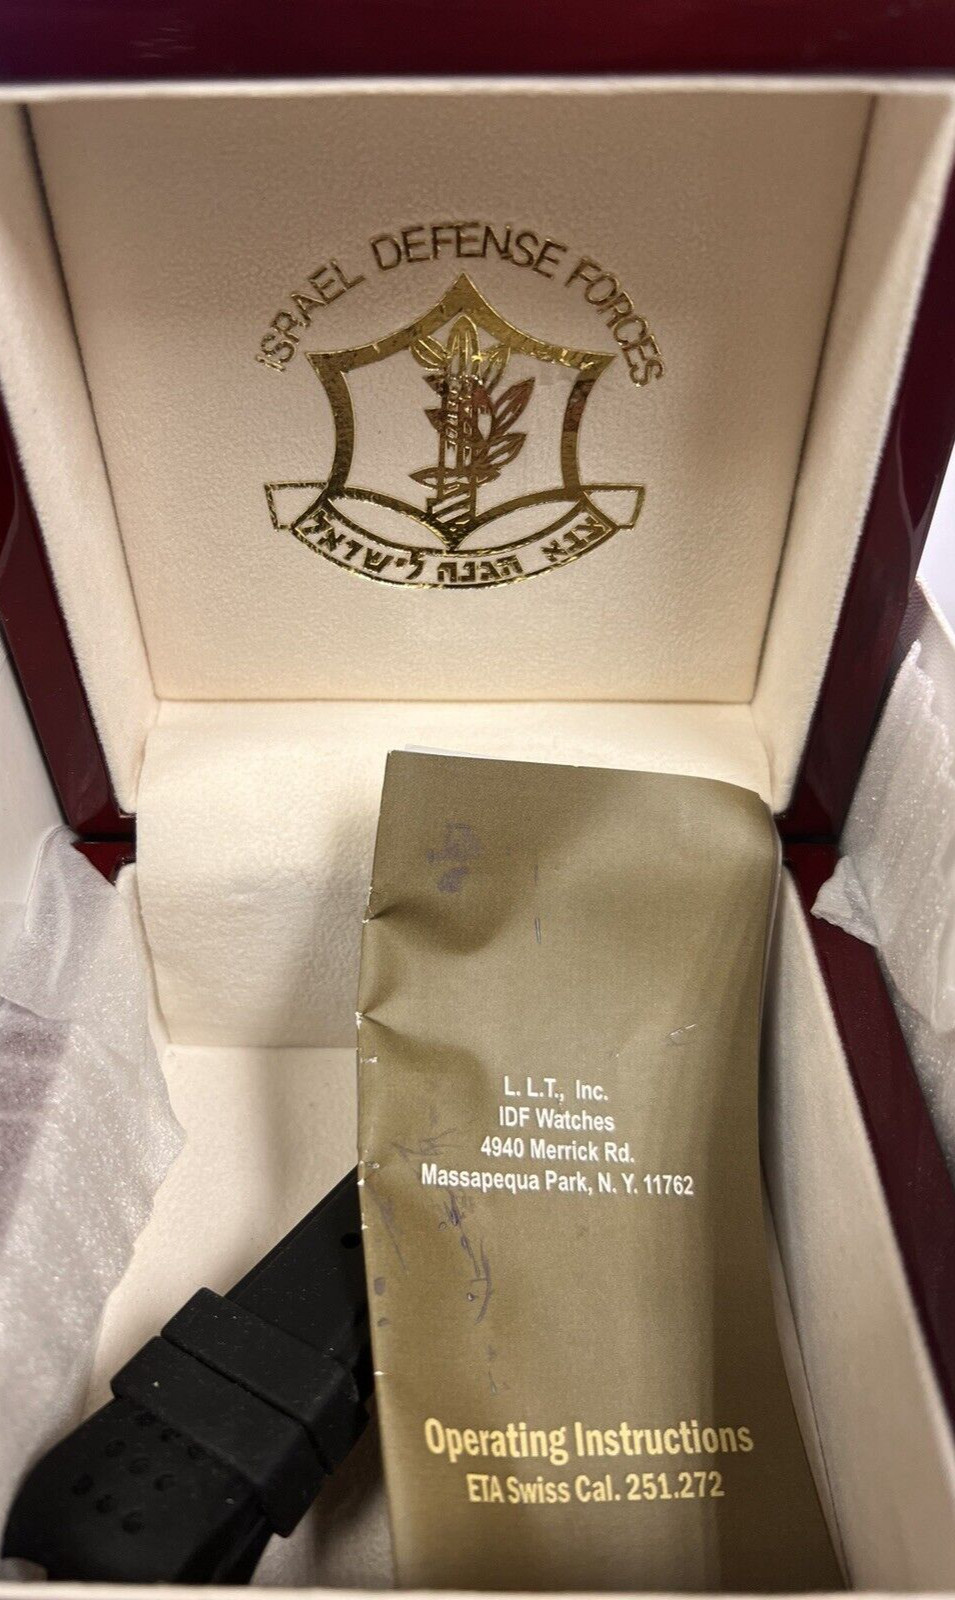 ISRAEL DEFENSE FORCES
צבא הגנה לישראל
L. L.T., Inc.
IDF Watches
4940 Merrick Rd.
Massapequa Park, N. Y. 11762
Operating Instructions
ETA Swiss Cal. 251.272